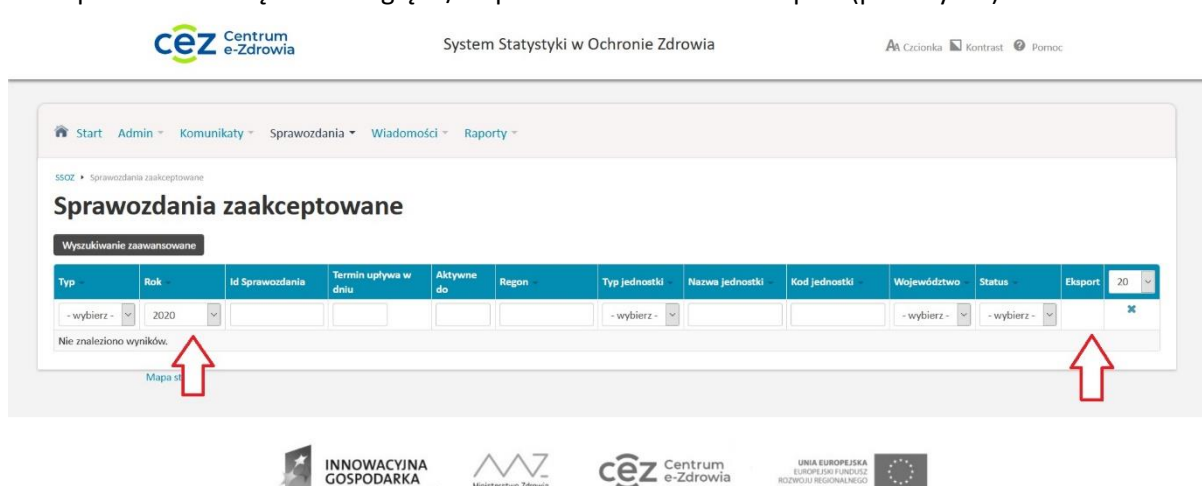 cez Centrum e-Zdrowia
System Statystyki w Ochronie Zdrowia
AA Czcionka Kontrast Pomoc
Start Admin Komunikaty Sprawozdania Wiadomości Raporty
SSOZ Sprawozdania zaakceptowane
Sprawozdania zaakceptowane
Wyszukiwanie zaawansowane
Typ Rok Id Sprawozdania Termin upływa w dniu Aktywne do Regon Typ jednostki Nazwa jednostki Kod jednostki Województwo Status Eksport 20
- wybierz - 2020 - wybierz - - wybierz - - wybierz -
Nie znaleziono wyników.
Mapa
INNOWACYJNA GOSPODARKA
cez Centrum e-Zdrowia
UNIA EUROPEJSKA
EUROPEJSKI FUNDUSZ
ROZWOJU REGIONALNEGO